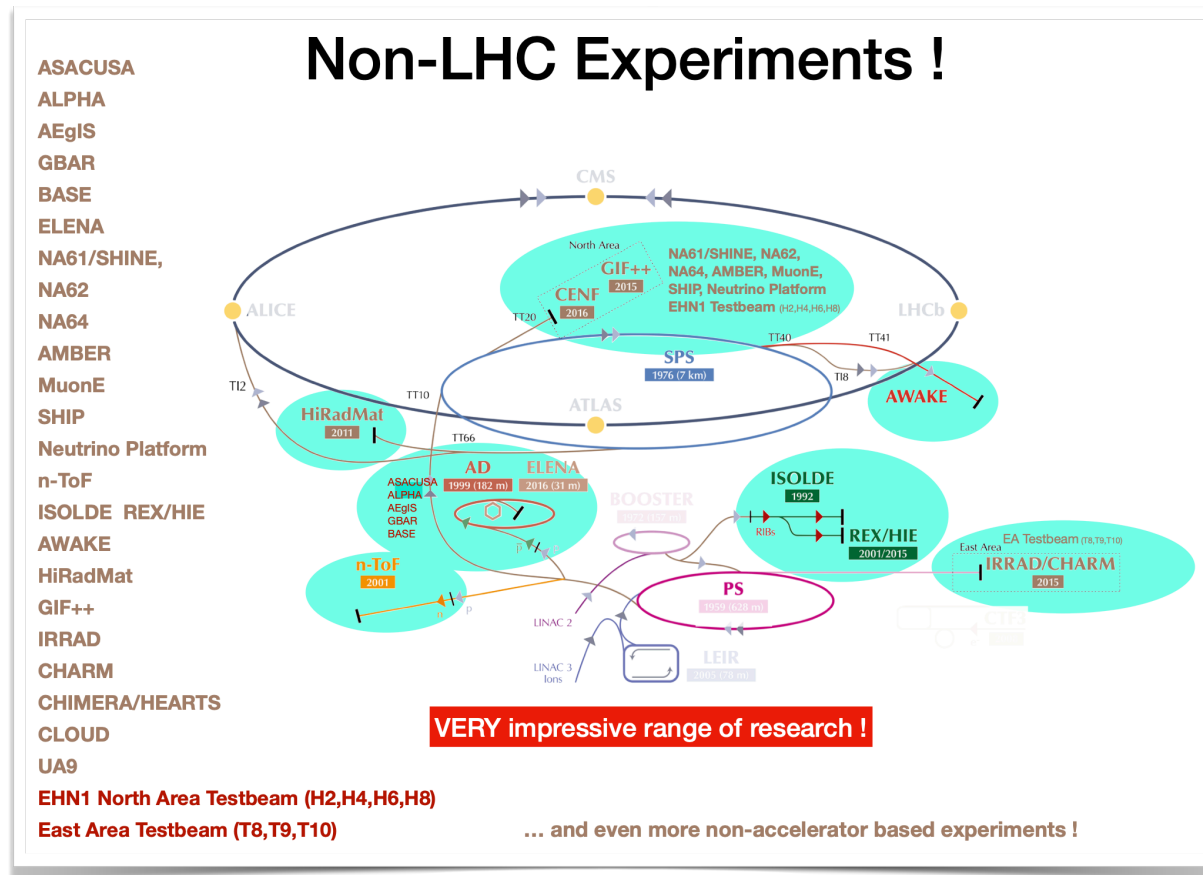 Non-LHC Experiments !
ASACUSA
ALPHA
AEgIS
GBAR
BASE
ELENA
NA61/SHINE,
NA62
NA64
AMBER
MuonE
SHIP
Neutrino Platform
n-ToF
ISOLDE REX/HIE
AWAKE
HiRadMat
GIF++
IRRAD
CHARM
CHIMERA/HEARTS
CLOUD
UA9
EHN1 North Area Testbeam (H2,H4,H6,H8)
East Area Testbeam (T8,T9,T10)
CMS
North Area
GIF++
2015
CENF
2016
NA61/SHINE, NA62,
NA64, AMBER, MuonE,
SHIP, Neutrino Platform
EHN1 Testbeam (H2,H4,H6,H8)
ALICE
LHCb
TT20
TT40
TT41
SPS
1976 (7 km)
TI8
TI2
TT10
AWAKE
ATLAS
HiRadMat
2011
TT66
AD
1999 (182 m)
ELENA
2016 (31 m)
ASACUSA
ALPHA
AEgIS
GBAR
BASE
BOOSTER
ISOLDE
1992
RIBs
REX/HIE
2001/2015
EA Testbeam (T8,T9,T10)
East Area
IRRAD/CHARM
2015
p̄
p
n-ToF
2001
n
p
PS
1959 (628 m)
LINAC 2
CTF3
LINAC 3
Ions
LEIR
2005 (78 m)
VERY impressive range of research !
… and even more non-accelerator based experiments !